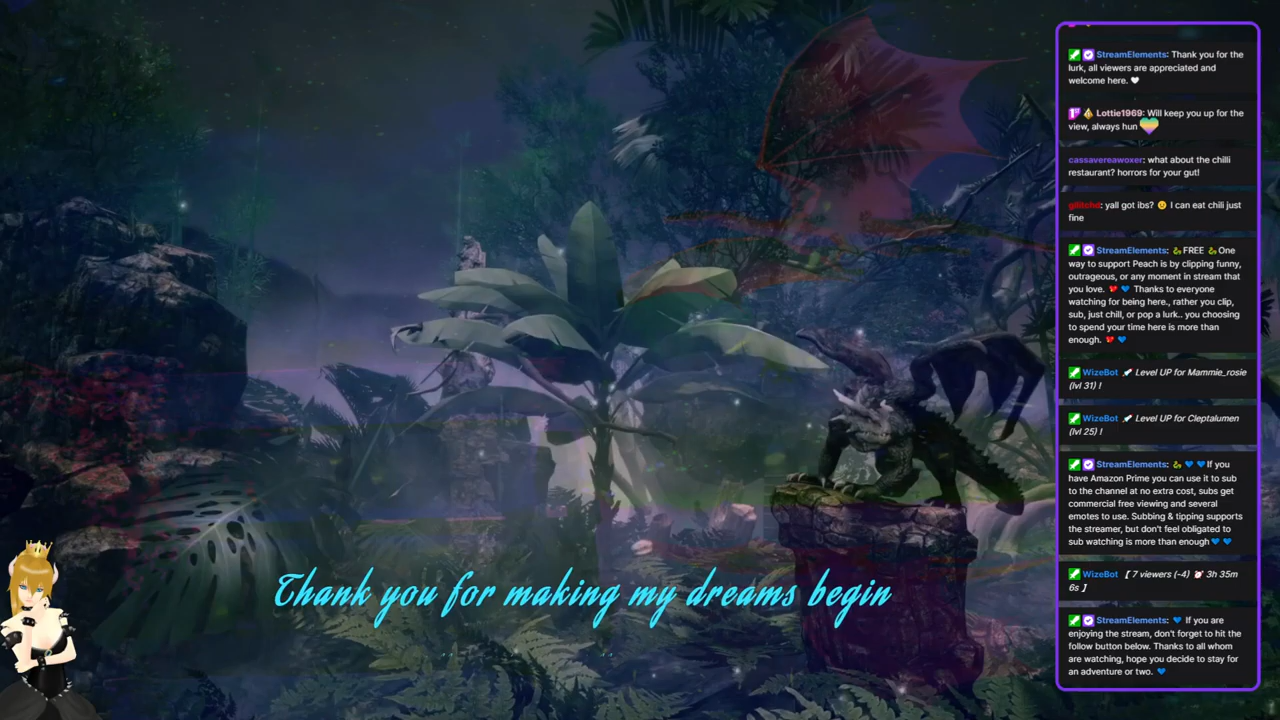 StreamElements: Thank you for the
lurk, all viewers are appreciated and
welcome here.
Lottie1969: Will keep you up for the
view, always hun
cassavereawoxer: what about the chilli
restaurant? horrors for your gut!
glitchd: yall got ibs? I can eat chili just
fine
StreamElements: FREE One
way to support Peach is by clipping funny,
outrageous, or any moment in stream that
you love. Thanks to everyone
watching for being here., rather you clip,
sub, just chill, or pop a lurk.. you choosing
to spend your time here is more than
enough.
WizeBot Level UP for Mammie_rosie
(lvl 31) !
WizeBot Level UP for Cleptalumen
(lvl 25) !
StreamElements: If you
have Amazon Prime you can use it to sub
to the channel at no extra cost, subs get
commercial free viewing and several
emotes to use. Subbing & tipping supports
the streamer, but don't feel obligated to
sub watching is more than enough
WizeBot 【 7 viewers (-4) 3h 35m
6s 】
StreamElements: If you are
enjoying the stream, don't forget to hit the
follow button below. Thanks to all whom
are watching, hope you decide to stay for
an adventure or two.
Thank you for making my dreams begin